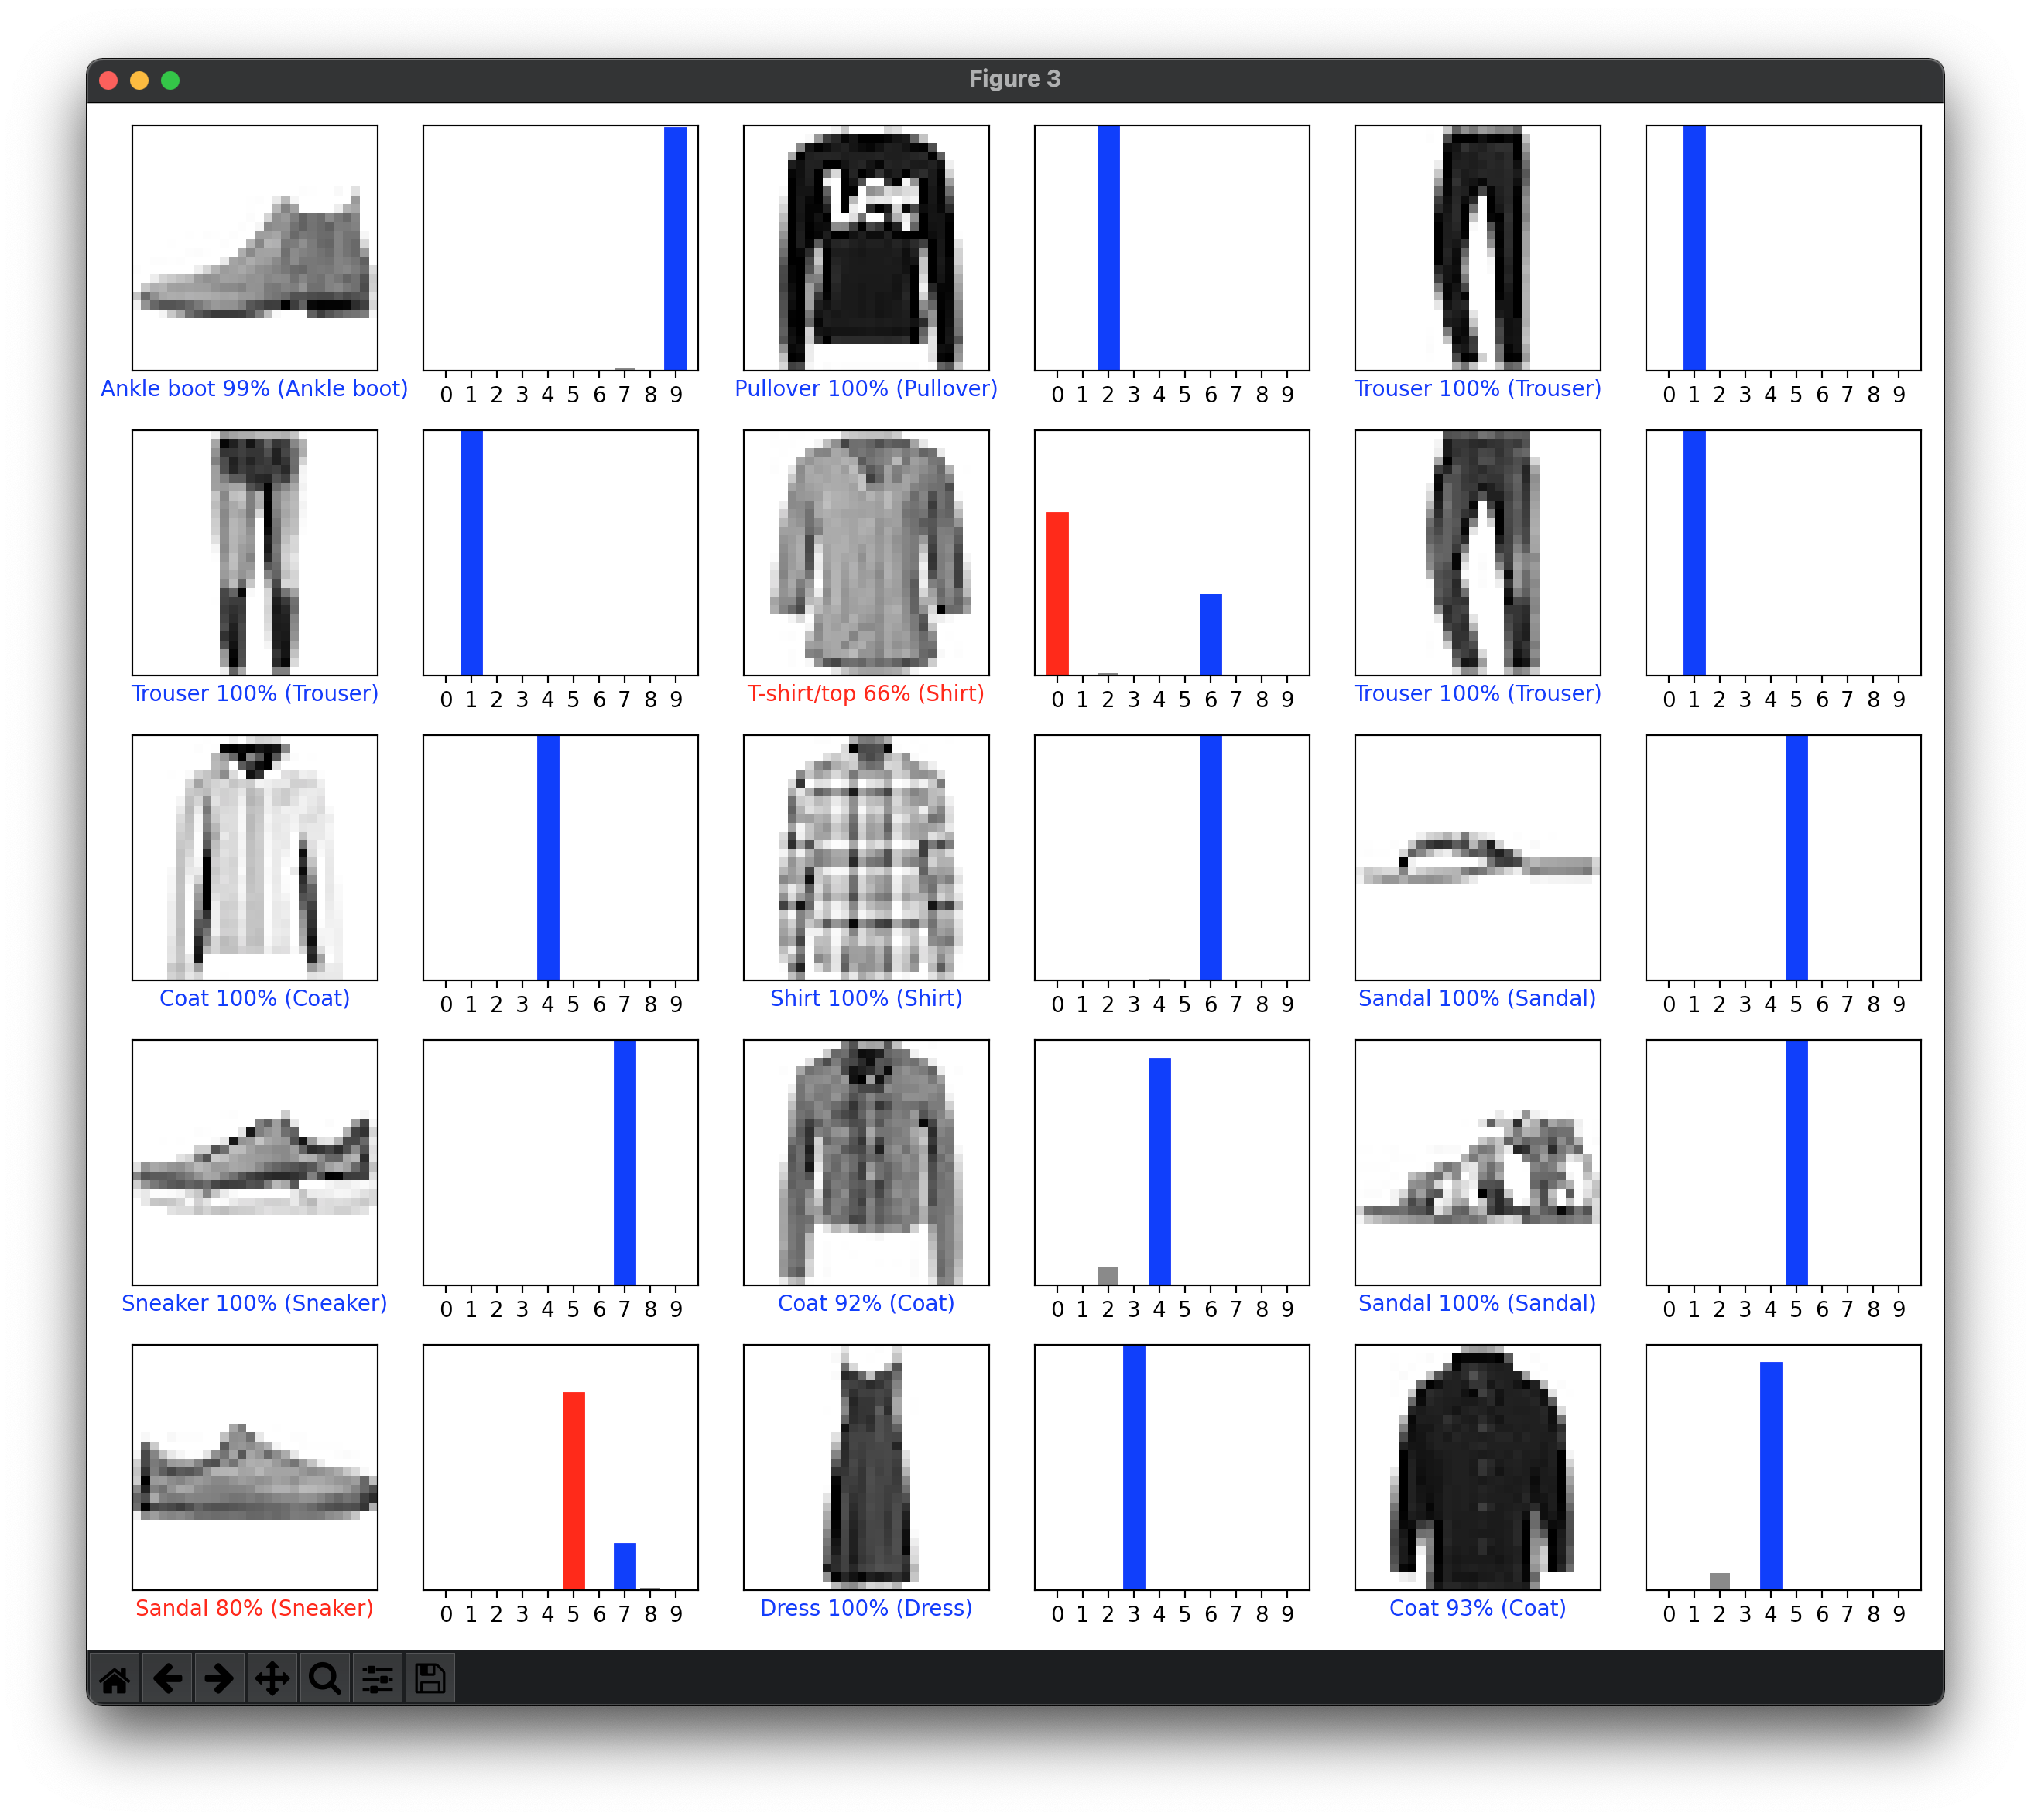 Figure 3
0 1 2 3 4 5 6 7 8 9
0 1 2 3 4 5 6 7 8 9
0 1 2 3 4 5 6 7 8 9
Ankle boot 99% (Ankle boot)
Pullover 100% (Pullover)
Trouser 100% (Trouser)
0 1 2 3 4 5 6 7 8 9
0 1 2 3 4 5 6 7 8 9
0 1 2 3 4 5 6 7 8 9
Trouser 100% (Trouser)
T-shirt/top 66% (Shirt)
Trouser 100% (Trouser)
0 1 2 3 4 5 6 7 8 9
0 1 2 3 4 5 6 7 8 9
0 1 2 3 4 5 6 7 8 9
Coat 100% (Coat)
Shirt 100% (Shirt)
Sandal 100% (Sandal)
0 1 2 3 4 5 6 7 8 9
0 1 2 3 4 5 6 7 8 9
0 1 2 3 4 5 6 7 8 9
Sneaker 100% (Sneaker)
Coat 92% (Coat)
Sandal 100% (Sandal)
0 1 2 3 4 5 6 7 8 9
0 1 2 3 4 5 6 7 8 9
0 1 2 3 4 5 6 7 8 9
Sandal 80% (Sneaker)
Dress 100% (Dress)
Coat 93% (Coat)